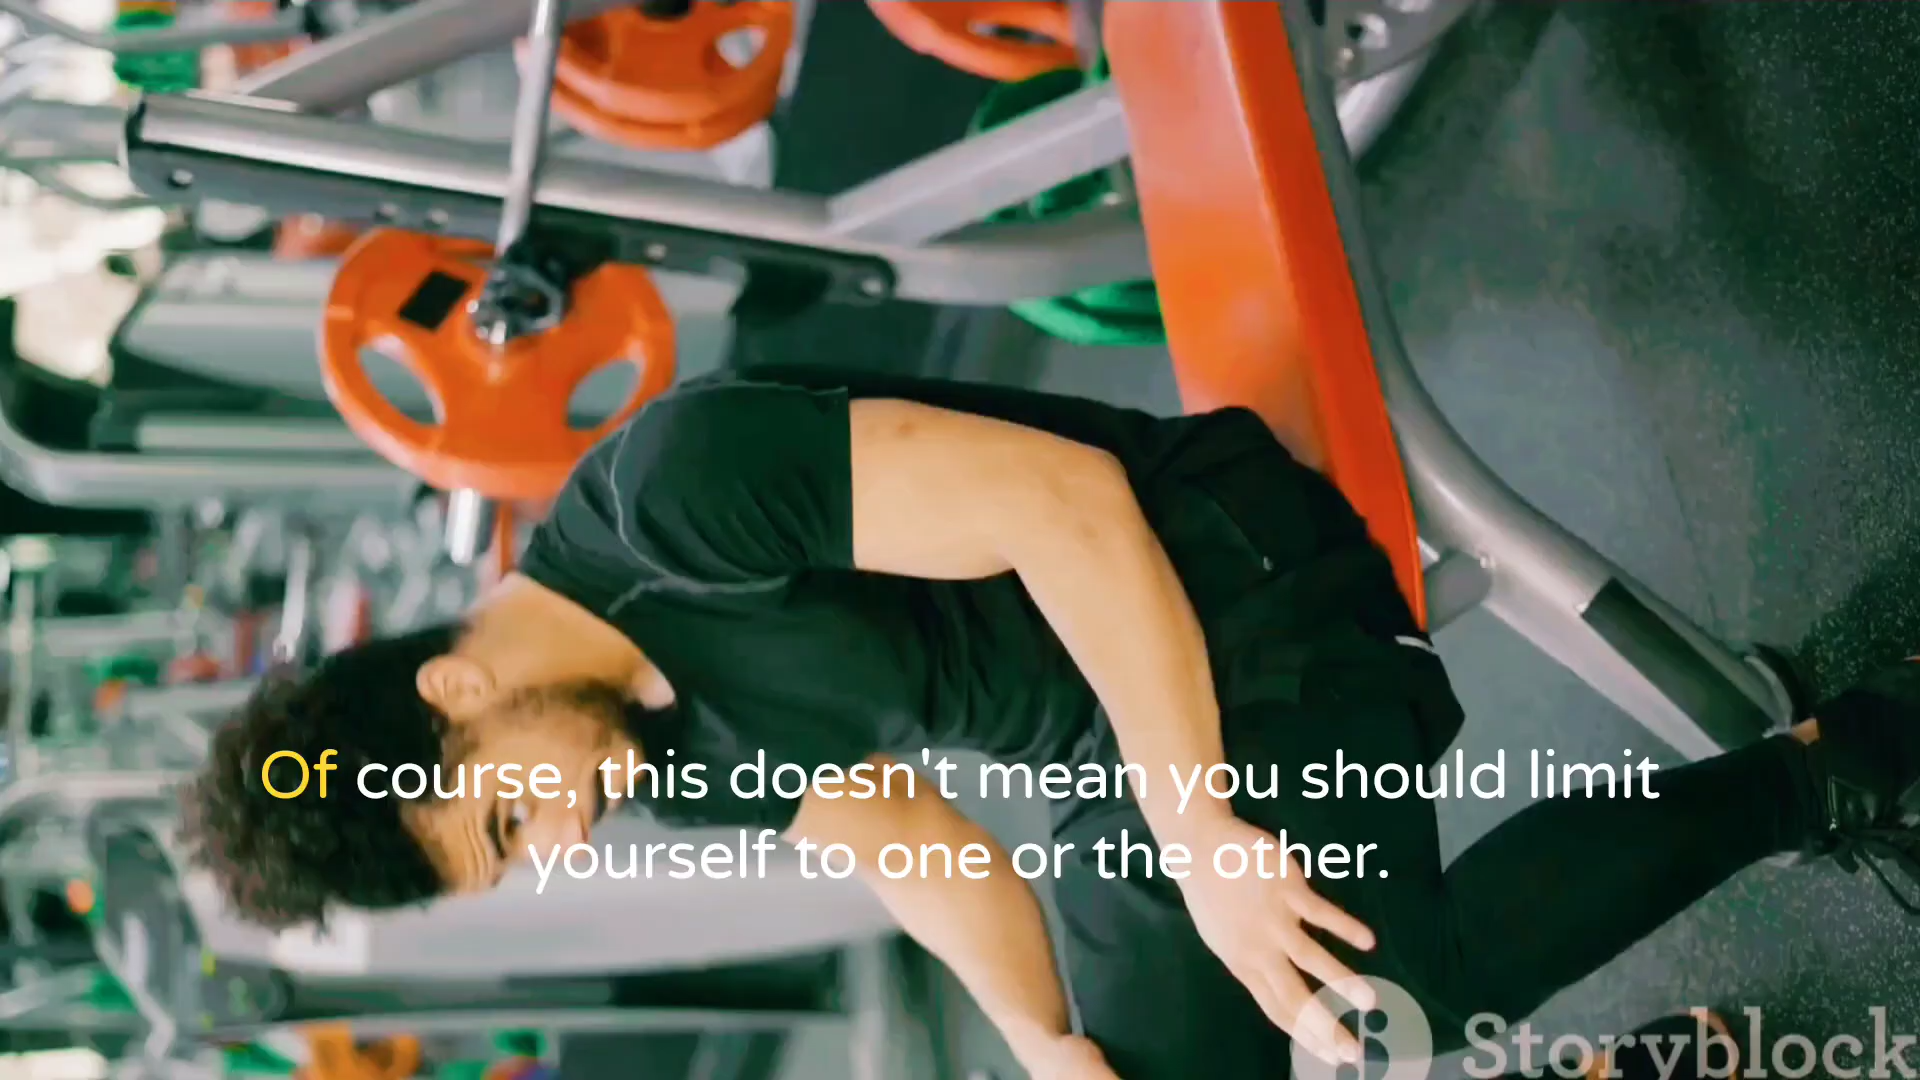 Of course, this doesn't mean you should limit
yourself to one or the other.
Storyblock